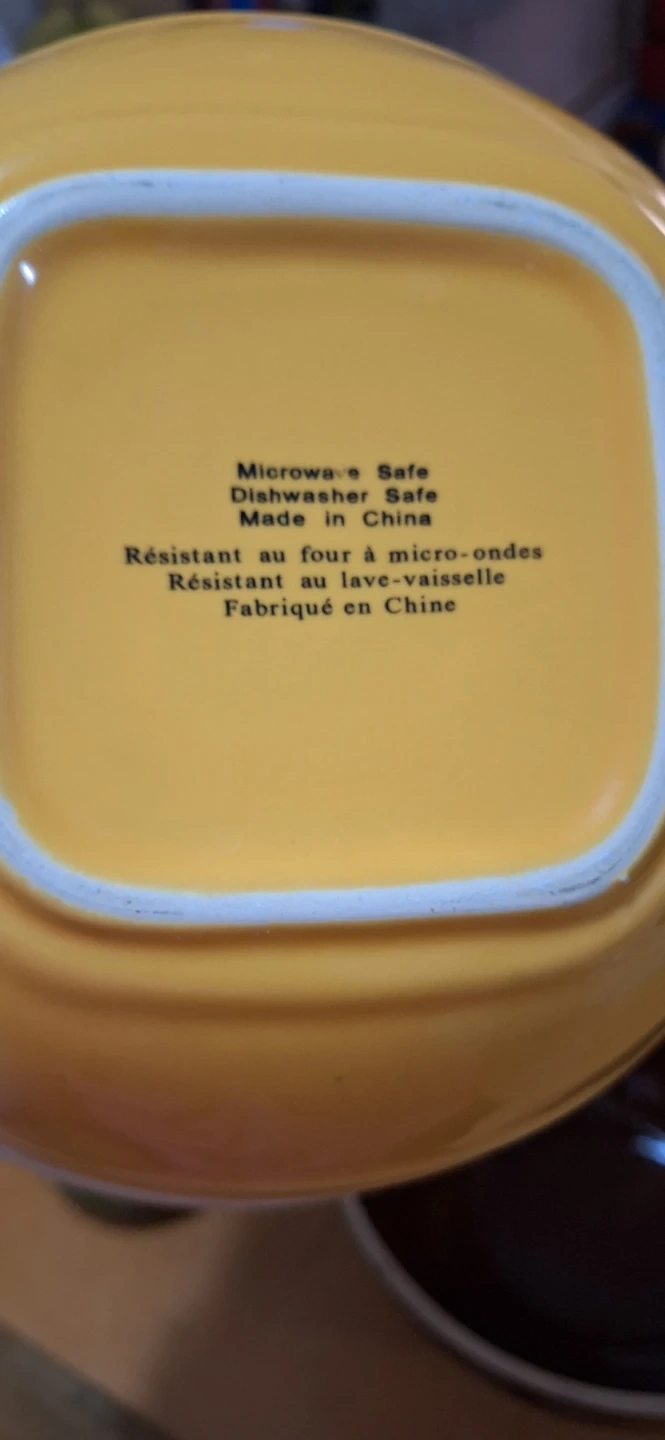 Microwave Safe
Dishwasher Safe
Made in China
Résistant au four à micro-ondes
Résistant au lave-vaisselle
Fabriqué en Chine